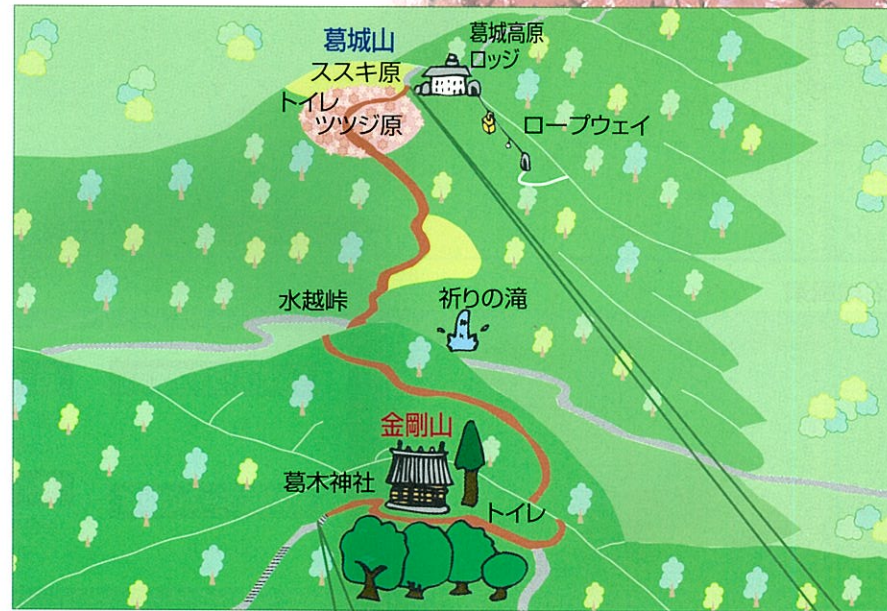 葛城山
葛城高原
ロッジ
ススキ原
トイレ
ツツジ原
ロープウェイ
水越峠
祈りの滝
金剛山
葛木神社
トイレ